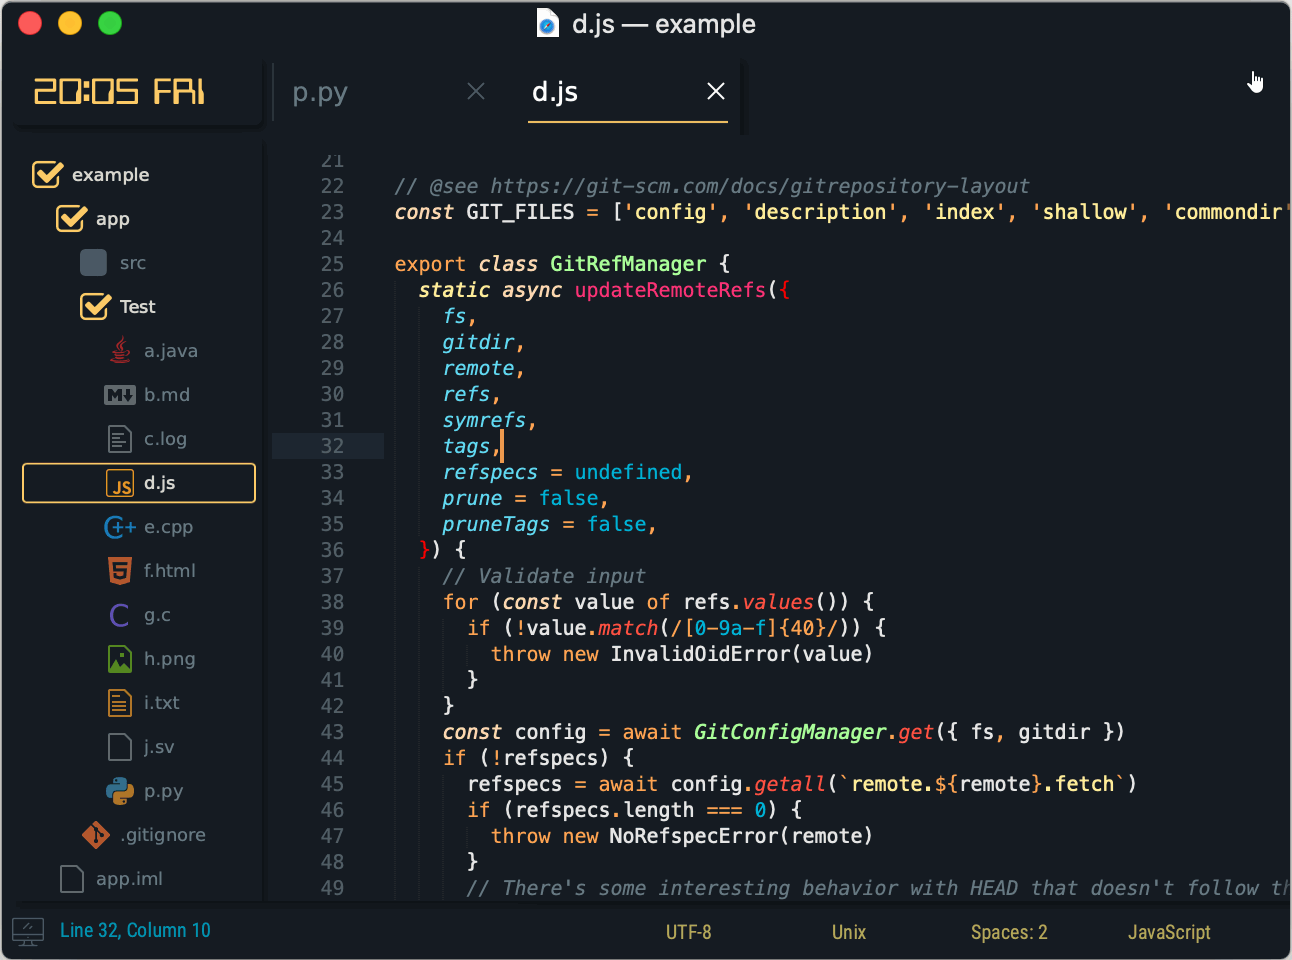 d.js — example
20:05 FRI
p.py
d.js
example
app
src
Test
a.java
b.md
c.log
JS d.js
C++ e.cpp
5 f.html
C g.c
h.png
i.txt
j.sv
p.py
.gitignore
app.iml
21
22 // @see https://git-scm.com/docs/gitrepository-layout
23 const GIT_FILES = ['config', 'description', 'index', 'shallow', 'commondir'
24
25 export class GitRefManager {
26 static async updateRemoteRefs({
27 fs,
28 gitdir,
29 remote,
30 refs,
31 symrefs,
32 tags,
33 refspecs = undefined,
34 prune = false,
35 pruneTags = false,
36 }) {
37 // Validate input
38 for (const value of refs.values()) {
39 if (!value.match(/[0-9a-f]{40}/)) {
40 throw new InvalidOidError(value)
41 }
42 }
43 const config = await GitConfigManager.get({ fs, gitdir })
44 if (!refspecs) {
45 refspecs = await config.getall(`remote.${remote}.fetch`)
46 if (refspecs.length === 0) {
47 throw new NoRefspecError(remote)
48 }
49 // There's some interesting behavior with HEAD that doesn't follow
Line 32, Column 10
UTF-8
Unix
Spaces: 2
JavaScript